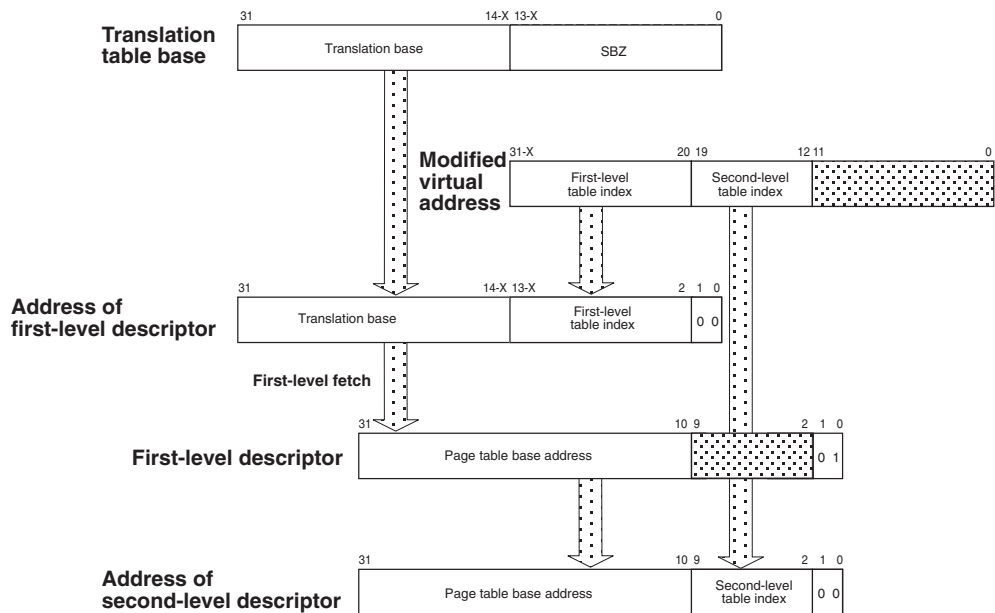 31 14-X 13-X 0
Translation
table base
Translation base
SBZ
31-X 20 19 12 11 0
Modified
virtual
address
First-level
table index
Second-level
table index
31 14-X 13-X 2 1 0
Address of
first-level descriptor
Translation base
First-level
table index
0 0
First-level fetch
31 10 9 2 1 0
First-level descriptor
Page table base address
0 1
31 10 9 2 1 0
Address of
second-level descriptor
Page table base address
Second-level
table index
0 0